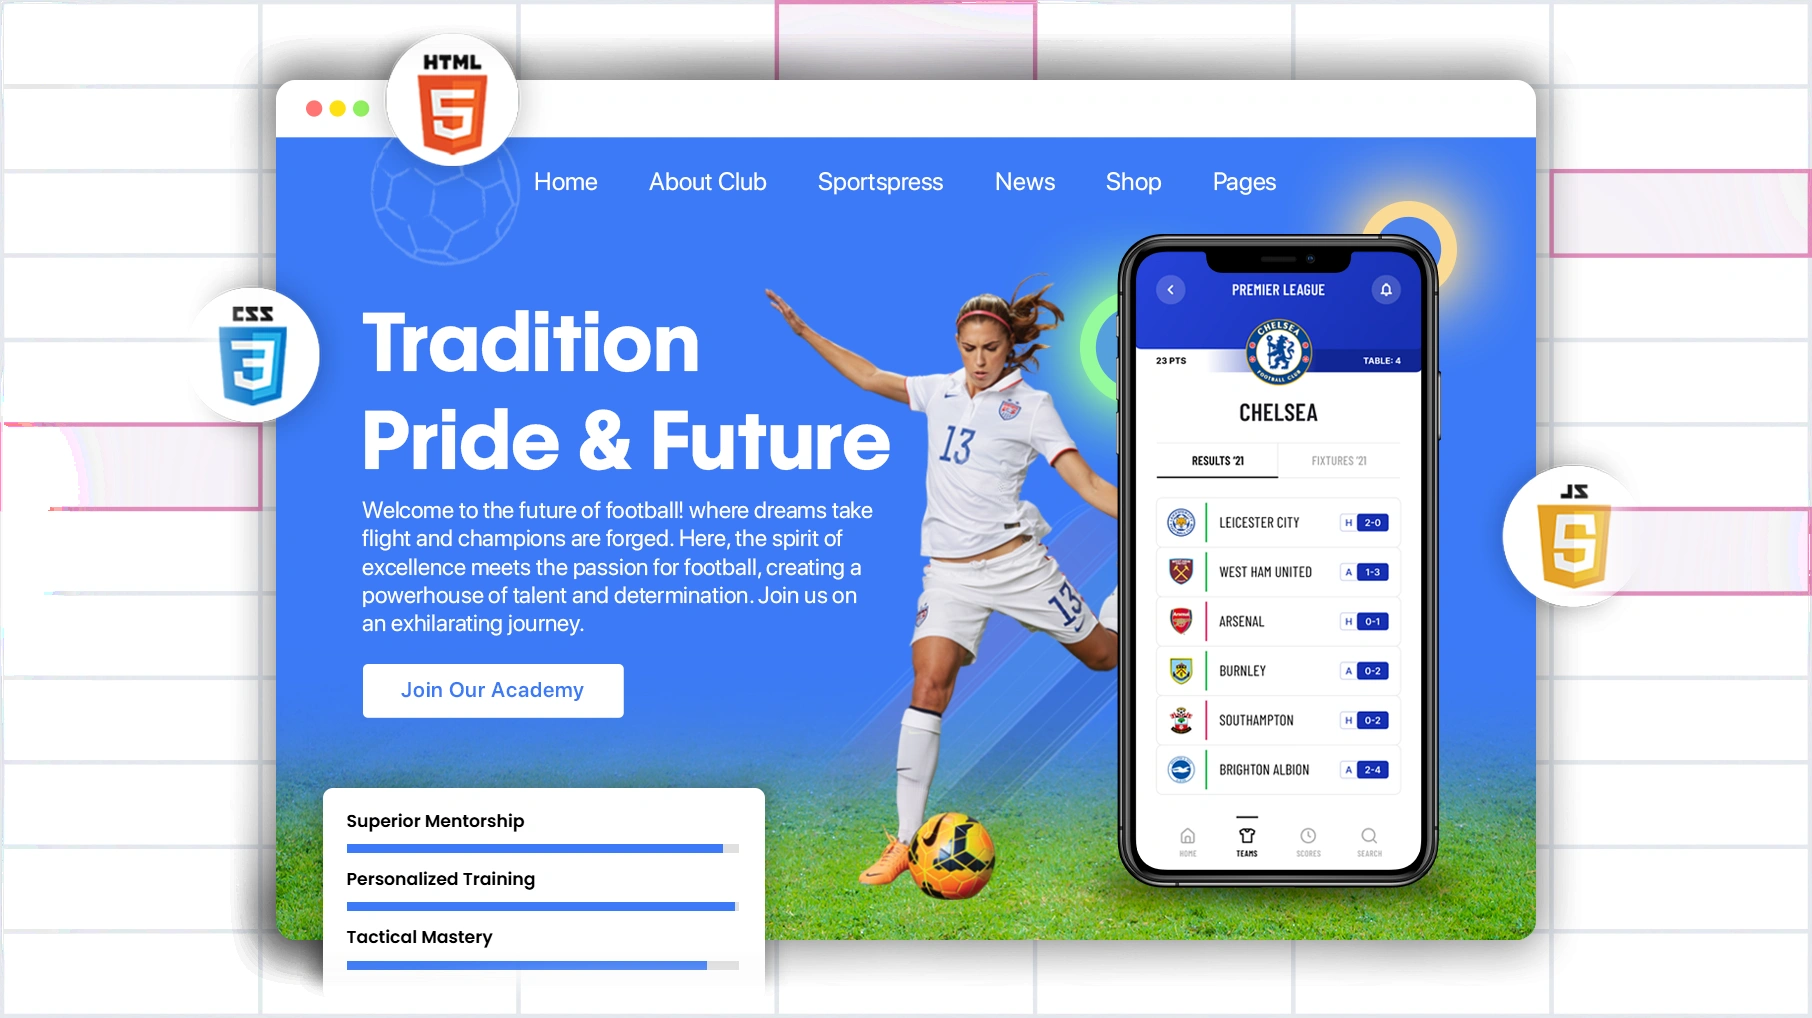 HTML
5
Home About Club Sportspress News Shop Pages
CSS
3
Tradition
Pride & Future
Welcome to the future of football! where dreams take
flight and champions are forged. Here, the spirit of
excellence meets the passion for football, creating a
powerhouse of talent and determination. Join us on
an exhilarating journey.
Join Our Academy
Superior Mentorship
Personalized Training
Tactical Mastery
13
13
PREMIER LEAGUE
CHELSEA
FOOTBALL CLUB
23 PTS
TABLE: 4
CHELSEA
RESULTS '21 FIXTURES '21
LEICESTER CITY H 2-0
WEST HAM UNITED A 1-3
Arsenal
ARSENAL H 0-1
BURNLEY A 0-2
SOUTHAMPTON H 0-2
BRIGHTON ALBION A 2-4
HOME TEAMS SCORES SEARCH
JS